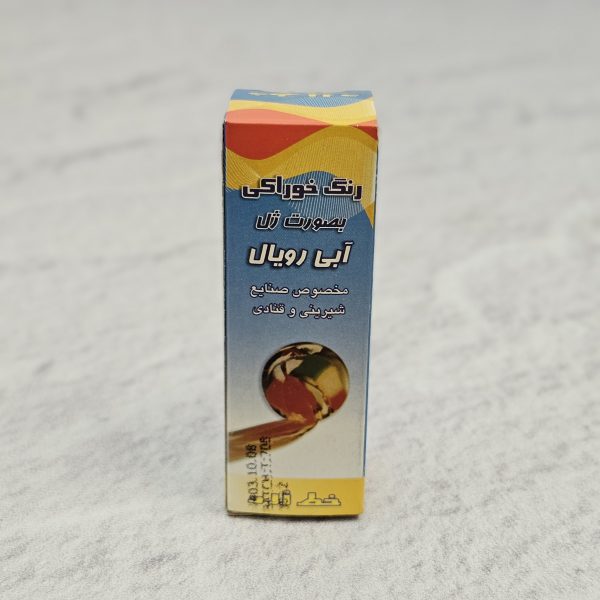 رنگ خوراکی
بصورت ژل
آبی رویال
مخصوص صنایع
شیرینی و قنادی